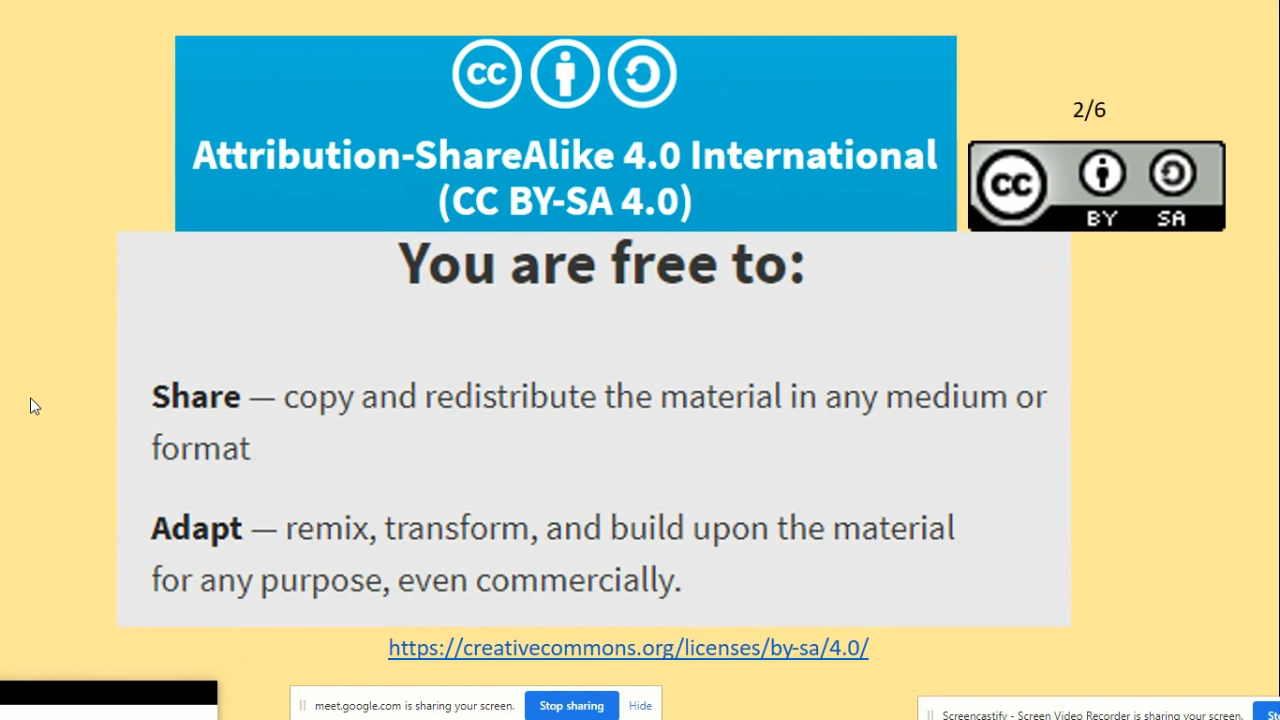 cc
Attribution-ShareAlike 4.0 International
(CC BY-SA 4.0)
2/6
cc
BY SA
You are free to:
Share — copy and redistribute the material in any medium or
format
Adapt — remix, transform, and build upon the material
for any purpose, even commercially.
https://creativecommons.org/licenses/by-sa/4.0/
meet.google.com is sharing your screen. Stop sharing Hide
Screencastify - Screen Video Recorder is sharing your screen.